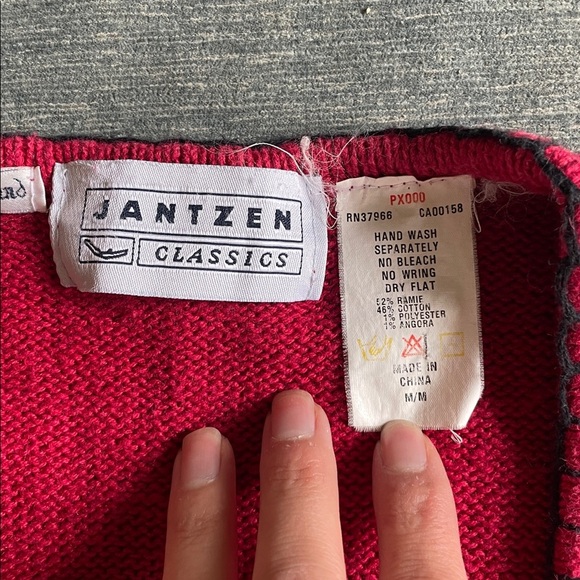 JANTZEN
CLASSICS
PX000
RN37966 CA00158
HAND WASH
SEPARATELY
NO BLEACH
NO WRING
DRY FLAT
52% RAMIE
46% COTTON
1% POLYESTER
1% ANGORA
MADE IN
CHINA
M/M